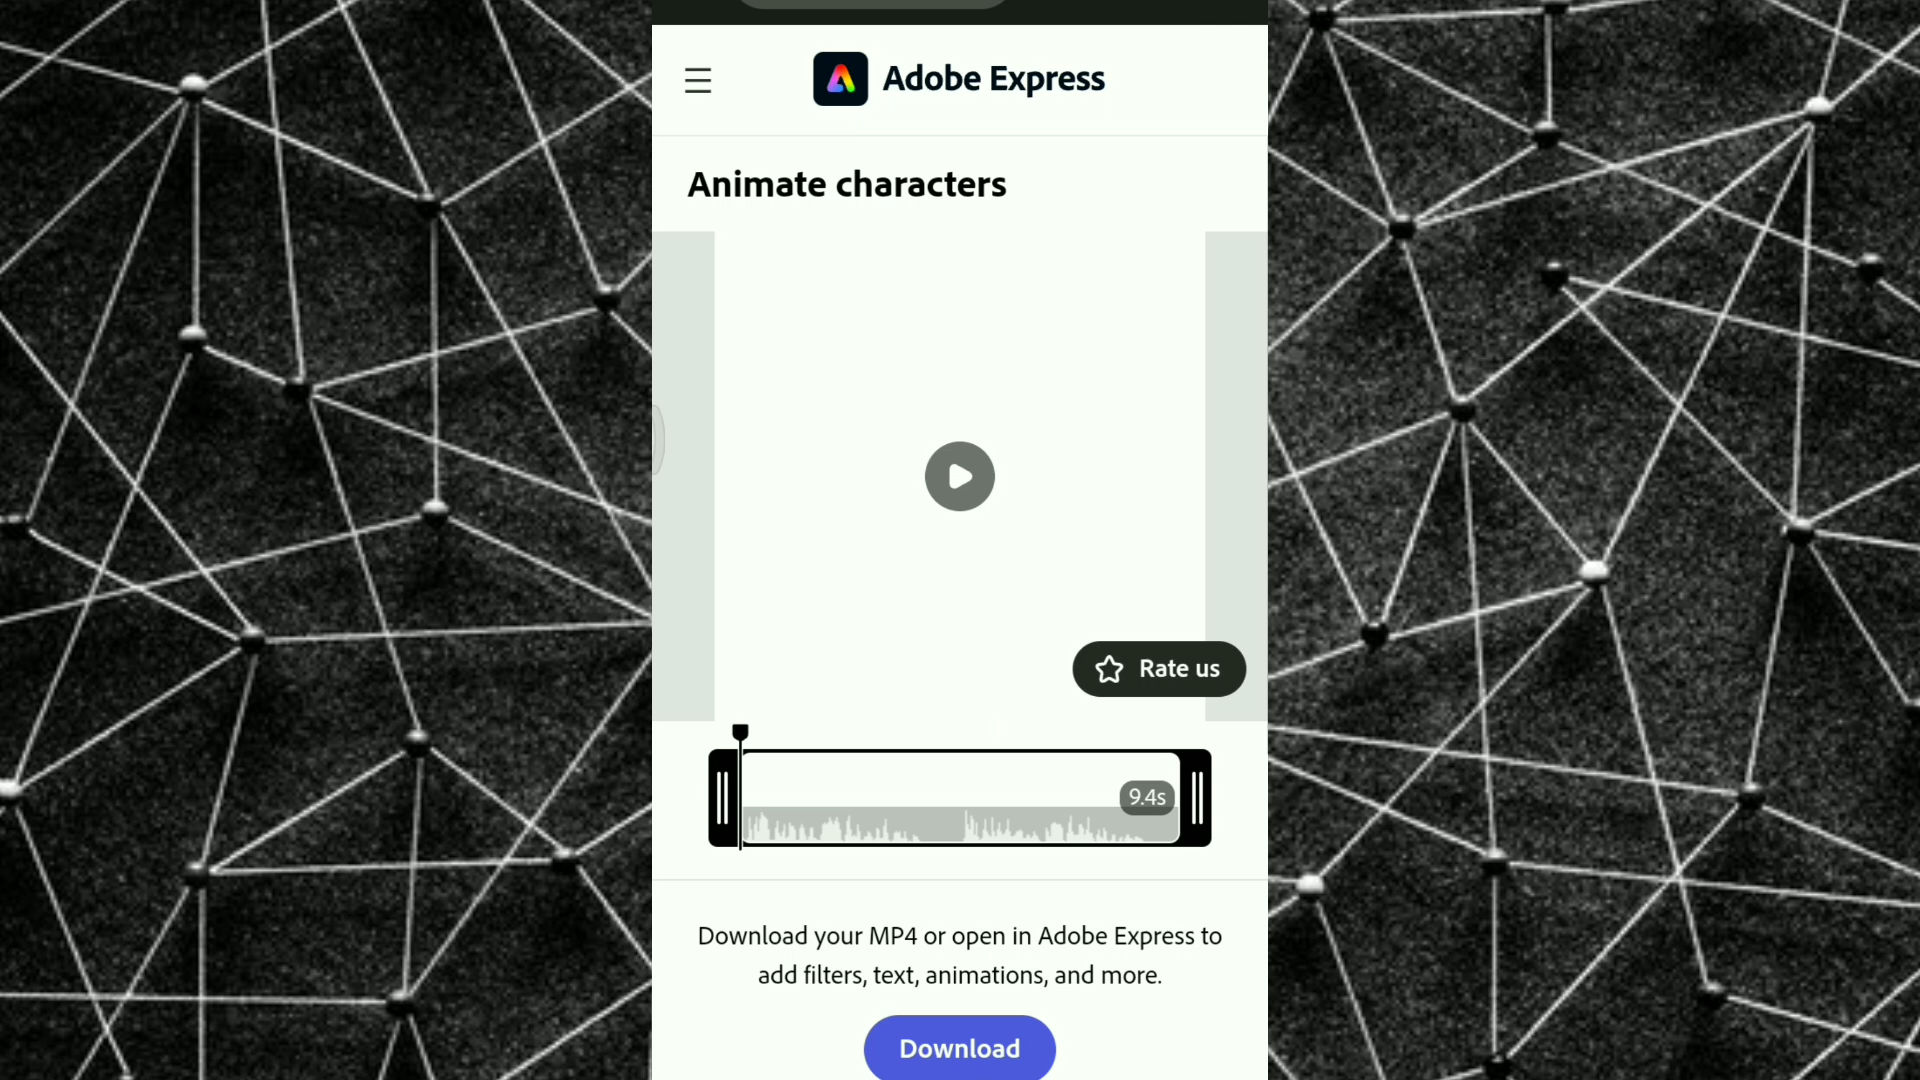 Adobe Express
Animate characters
Rate us
9.4s
Download your MP4 or open in Adobe Express to
add filters, text, animations, and more.
Download